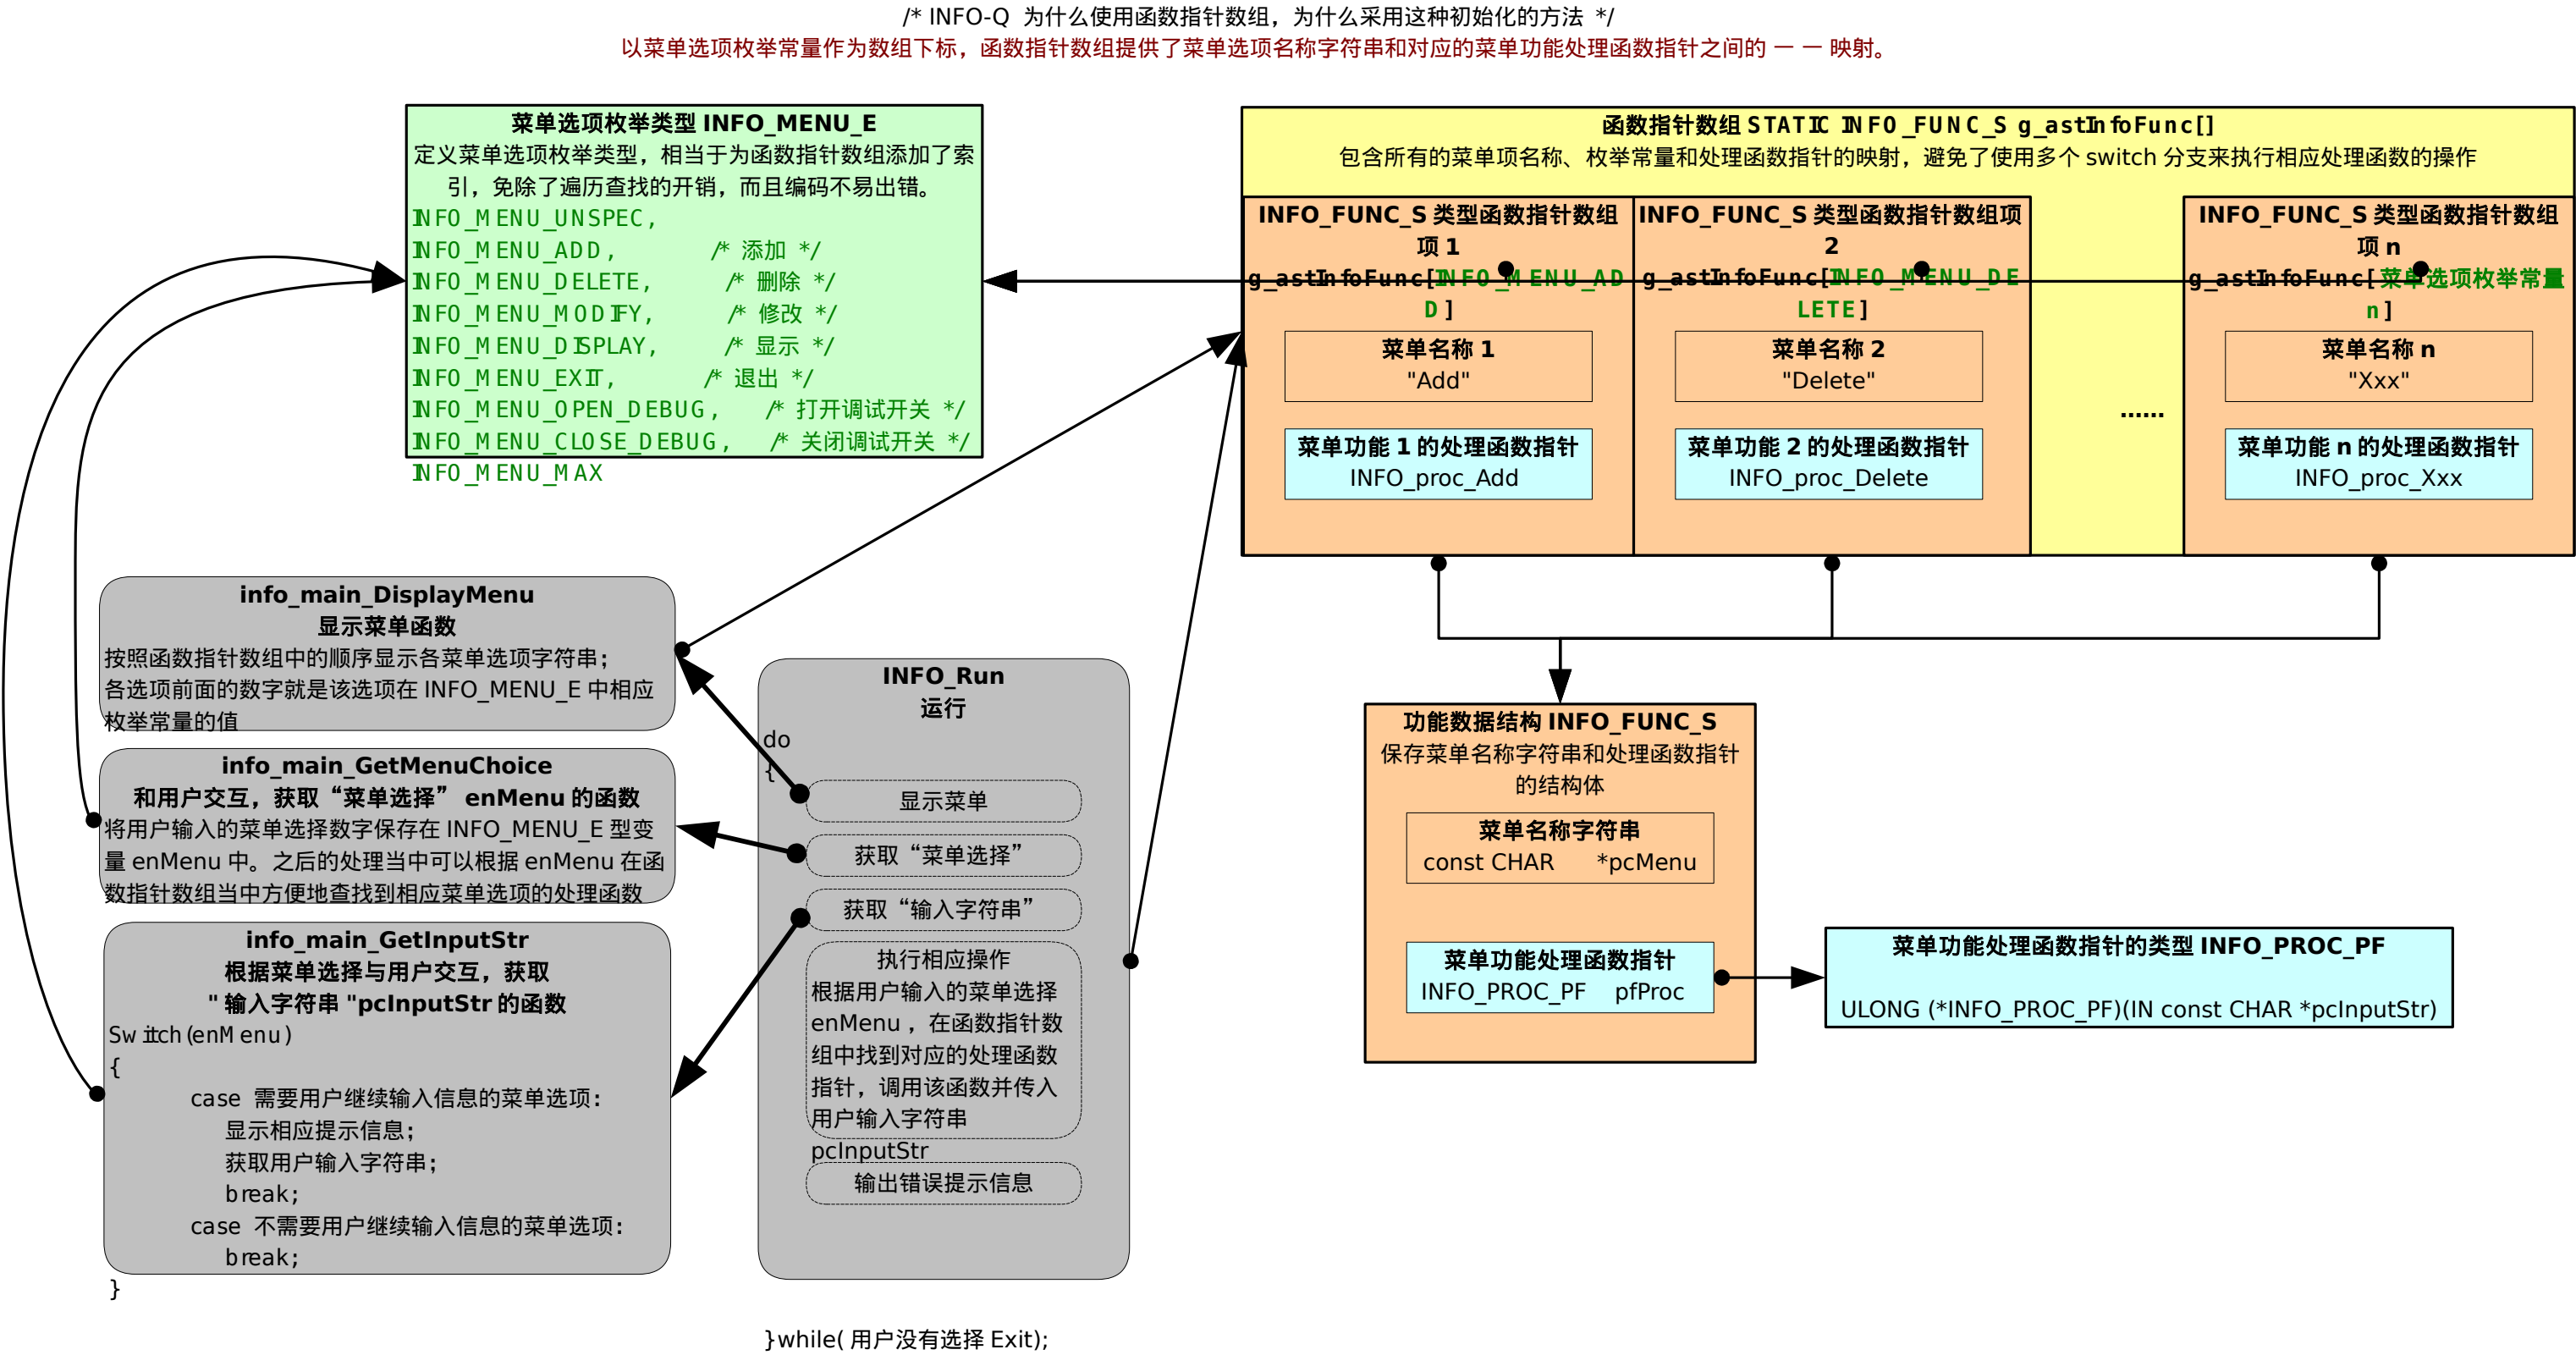 /* INFO-Q 为什么使用函数指针数组，为什么采用这种初始化的方法 */
以菜单选项枚举常量作为数组下标，函数指针数组提供了菜单选项名称字符串和对应的菜单功能处理函数指针之间的 一 一 映射。
菜单选项枚举类型 INFO_MENU_E
定义菜单选项枚举类型，相当于为函数指针数组添加了索
引，免除了遍历查找的开销，而且编码不易出错。
INFO_MENU_UNSPEC,
INFO_MENU_ADD, /* 添加 */
INFO_MENU_DELETE, /* 删除 */
INFO_MENU_MODIFY, /* 修改 */
INFO_MENU_DISPLAY, /* 显示 */
INFO_MENU_EXIT, /* 退出 */
INFO_MENU_OPEN_DEBUG, /* 打开调试开关 */
INFO_MENU_CLOSE_DEBUG, /* 关闭调试开关 */
INFO_MENU_MAX
函数指针数组 STATIC INFO_FUNC_S g_astInfoFunc[]
包含所有的菜单项名称、枚举常量和处理函数指针的映射，避免了使用多个 switch 分支来执行相应处理函数的操作
INFO_FUNC_S 类型函数指针数组
项 1
g_astInfoFunc[INFO_MENU_AD
D]
菜单名称 1
"Add"
菜单功能 1 的处理函数指针
INFO_proc_Add
INFO_FUNC_S 类型函数指针数组项
2
g_astInfoFunc[INFO_MENU_DE
LETE]
菜单名称 2
"Delete"
菜单功能 2 的处理函数指针
INFO_proc_Delete
......
INFO_FUNC_S 类型函数指针数组
项 n
g_astInfoFunc[菜单选项枚举常量
n]
菜单名称 n
"Xxx"
菜单功能 n 的处理函数指针
INFO_proc_Xxx
info_main_DisplayMenu
显示菜单函数
按照函数指针数组中的顺序显示各菜单选项字符串；
各选项前面的数字就是该选项在 INFO_MENU_E 中相应
枚举常量的值
info_main_GetMenuChoice
和用户交互，获取“菜单选择” enMenu 的函数
将用户输入的菜单选择数字保存在 INFO_MENU_E 型变
量 enMenu 中。之后的处理当中可以根据 enMenu 在函
数指针数组当中方便地查找到相应菜单选项的处理函数
info_main_GetInputStr
根据菜单选择与用户交互，获取
" 输入字符串 "pcInputStr 的函数
Switch(enMenu)
{
case 需要用户继续输入信息的菜单选项:
显示相应提示信息；
获取用户输入字符串；
break;
case 不需要用户继续输入信息的菜单选项:
break;
}
INFO_Run
运行
do
{
显示菜单
获取“菜单选择”
获取“输入字符串”
执行相应操作
根据用户输入的菜单选择
enMenu ，在函数指针数
组中找到对应的处理函数
指针，调用该函数并传入
用户输入字符串
pcInputStr
输出错误提示信息
}while( 用户没有选择 Exit);
功能数据结构 INFO_FUNC_S
保存菜单名称字符串和处理函数指针
的结构体
菜单名称字符串
const CHAR *pcMenu
菜单功能处理函数指针
INFO_PROC_PF pfProc
菜单功能处理函数指针的类型 INFO_PROC_PF
ULONG (*INFO_PROC_PF)(IN const CHAR *pcInputStr)